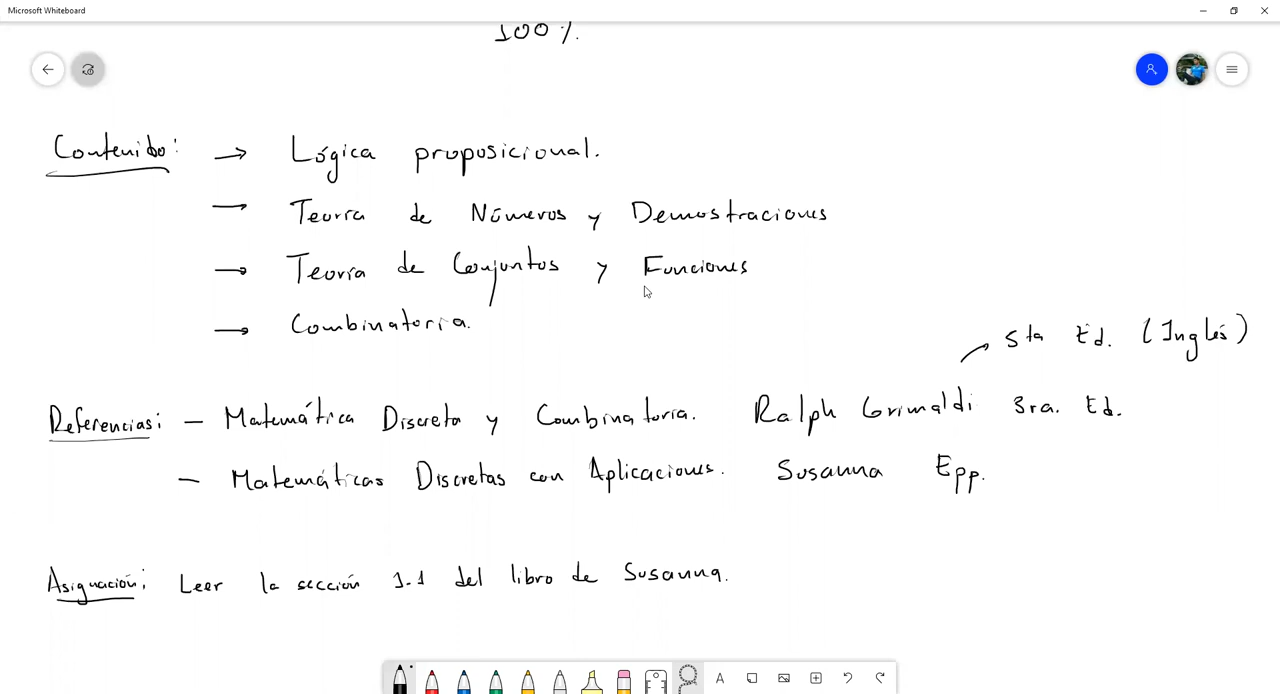 Microsoft Whiteboard
100 %.
Contenido: → Lógica proposicional.
→ Teoría de Números y Demostraciones
→ Teoría de Conjuntos y Funciones
→ Combinatoria.
5ta Ed. (Inglés)
Referencias: - Matemática Discreta y Combinatoria. Ralph Grimaldi 3ra. Ed.
- Matemáticas Discretas con Aplicaciones. Susanna Epp.
Asignación: Leer la sección 1.1 del libro de Susanna.
A